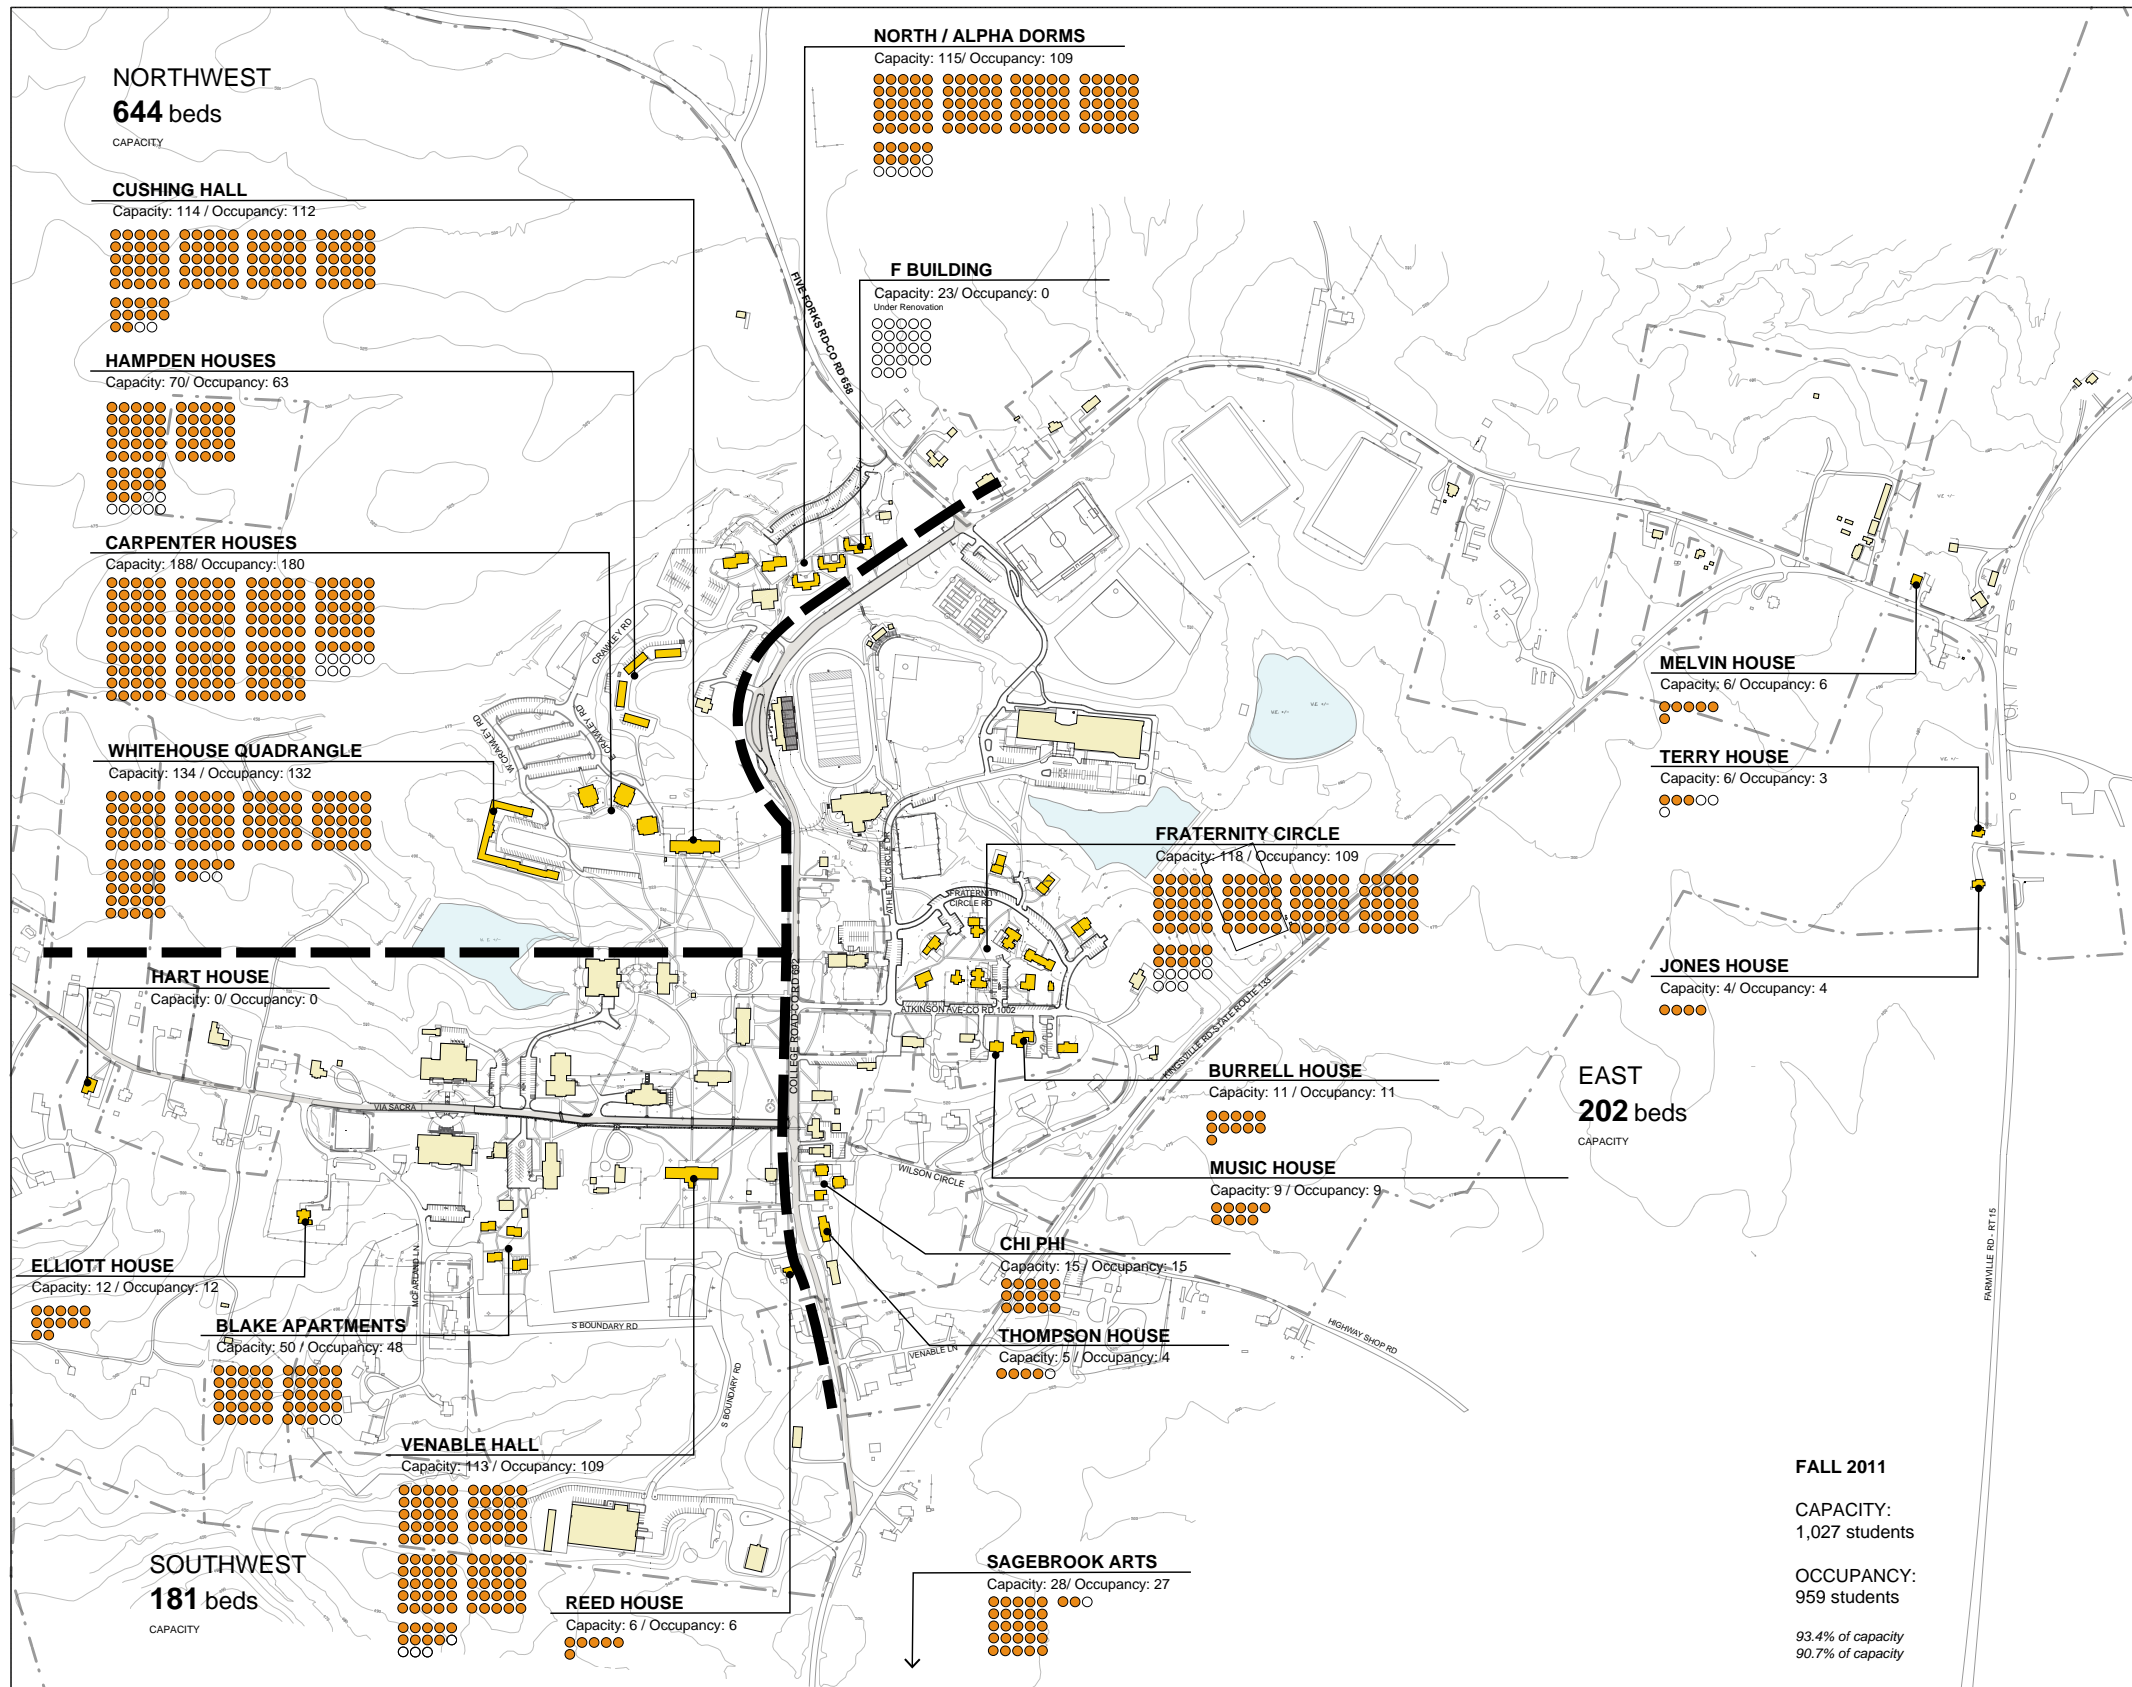 NORTHWEST
644 beds
CAPACITY
NORTH / ALPHA DORMS
Capacity: 115/ Occupancy: 109
CUSHING HALL
Capacity: 114 / Occupancy: 112
F BUILDING
Capacity: 23/ Occupancy: 0
Under Renovation
FIVE FORKS RD-CO RD 658
HAMPDEN HOUSES
Capacity: 70/ Occupancy: 63
CARPENTER HOUSES
Capacity: 188/ Occupancy: 180
CRAWLEY RD
W CRAWLEY RD
E CRAWLEY RD
WHITEHOUSE QUADRANGLE
Capacity: 134 / Occupancy: 132
MELVIN HOUSE
Capacity: 6/ Occupancy: 6
TERRY HOUSE
Capacity: 6/ Occupancy: 3
FRATERNITY CIRCLE
Capacity: 118 / Occupancy: 109
ATHLETIC CIRCLE DR
FRATERNITY
CIRCLE RD
JONES HOUSE
Capacity: 4/ Occupancy: 4
HART HOUSE
Capacity: 0/ Occupancy: 0
COLLEGE ROAD-CO RD 692
ATKINSON AVE-CO RD 1002
KINGSVILLE RD-STATE ROUTE 133
BURRELL HOUSE
Capacity: 11 / Occupancy: 11
EAST
202 beds
CAPACITY
VIA SACRA
WILSON CIRCLE
MUSIC HOUSE
Capacity: 9 / Occupancy: 9
CHI PHI
Capacity: 15 / Occupancy: 15
ELLIOTT HOUSE
Capacity: 12 / Occupancy: 12
MCFARLAND LN
BLAKE APARTMENTS
Capacity: 50 / Occupancy: 48
S BOUNDARY RD
S BOUNDARY RD
THOMPSON HOUSE
Capacity: 5 / Occupancy: 4
VENABLE LN
HIGHWAY SHOP RD
FARMVILLE RD - RT 15
VENABLE HALL
Capacity: 113 / Occupancy: 109
SOUTHWEST
181 beds
CAPACITY
REED HOUSE
Capacity: 6 / Occupancy: 6
SAGEBROOK ARTS
Capacity: 28/ Occupancy: 27
FALL 2011
CAPACITY:
1,027 students
OCCUPANCY:
959 students
93.4% of capacity
90.7% of capacity